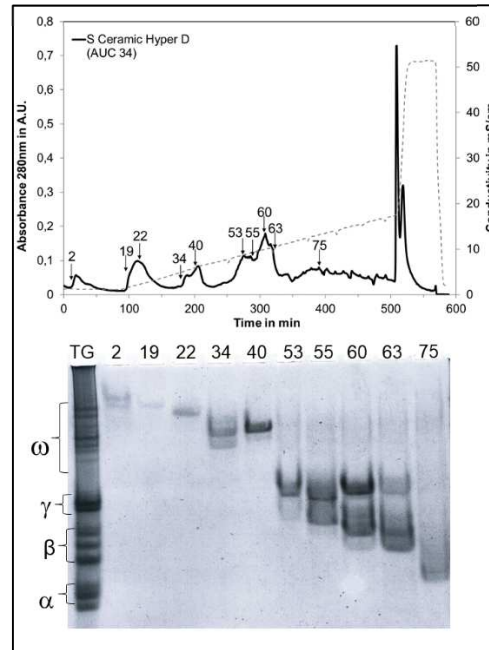 S Ceramic Hyper D
(AUC 34)
Absorbance 280nm in A.U.
0,8
0,7
0,6
0,5
0,4
0,3
0,2
0,1
0
60
50
40
30
20
10
0
2
19
22
34
40
53
55
60
63
75
0 100 200 300 400 500 600
Time in min
TG 2 19 22 34 40 53 55 60 63 75
ω
γ
β
α